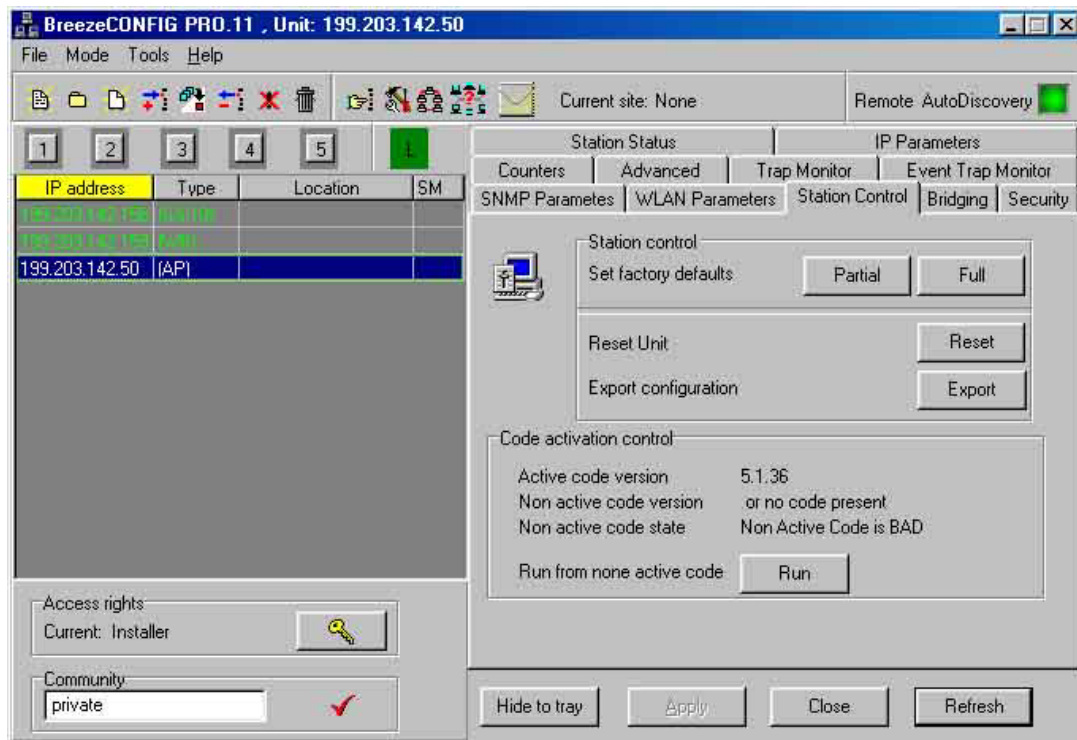 BreezeCONFIG PRO.11 , Unit: 199.203.142.50
File Mode Tools Help
Current site: None
Remote AutoDiscovery
1 2 3 4 5 L
IP address Type Location SM
199.203.142.50 (AP)
Station Status IP Parameters
Counters Advanced Trap Monitor Event Trap Monitor
SNMP Parametes WLAN Parameters Station Control Bridging Security
Station control
Set factory defaults Partial Full
Reset Unit Reset
Export configuration Export
Code activation control
Active code version 5.1.36
Non active code version or no code present
Non active code state Non Active Code is BAD
Run from none active code Run
Access rights
Current: Installer
Community
private
Hide to tray Apply Close Refresh